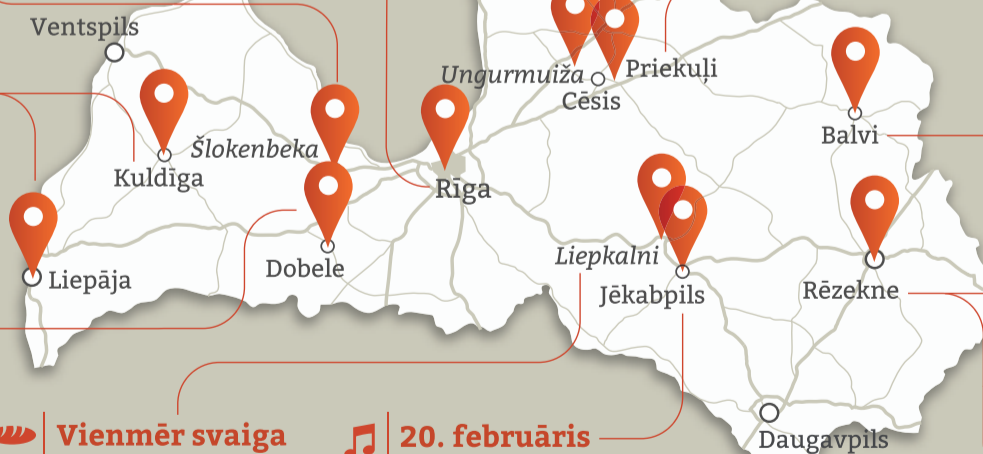 Ventspils
Ungurmuiža
Priekuļi
Cēsis
Balvi
Šlokenbeka
Kuldīga
Rīga
Liepkalni
Dobele
Liepāja
Jēkabpils
Rēzekne
Vienmēr svaiga
20. februāris
Daugavpils